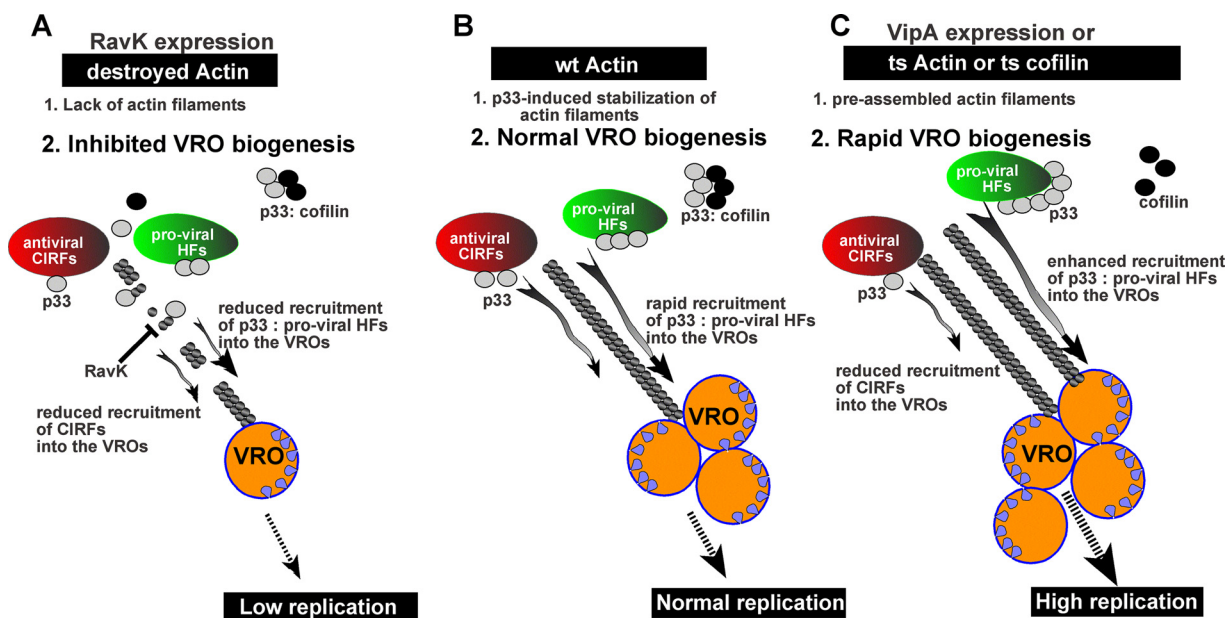 A
RavK expression
destroyed Actin
1. Lack of actin filaments
2. Inhibited VRO biogenesis
p33: cofilin
antiviral
CIRFs
pro-viral
HFs
p33
reduced recruitment
of p33 : pro-viral HFs
into the VROs
RavK
reduced recruitment
of CIRFs
into the VROs
VRO
Low replication
B
wt Actin
1. p33-induced stabilization of
actin filaments
2. Normal VRO biogenesis
p33: cofilin
pro-viral
HFs
antiviral
CIRFs
p33
rapid recruitment
of p33 : pro-viral HFs
into the VROs
VRO
Normal replication
C
VipA expression or
ts Actin or ts cofilin
1. pre-assembled actin filaments
2. Rapid VRO biogenesis
pro-viral
HFs
p33
cofilin
antiviral
CIRFs
p33
enhanced recruitment
of p33 : pro-viral HFs
into the VROs
reduced recruitment
of CIRFs
into the VROs
VRO
High replication